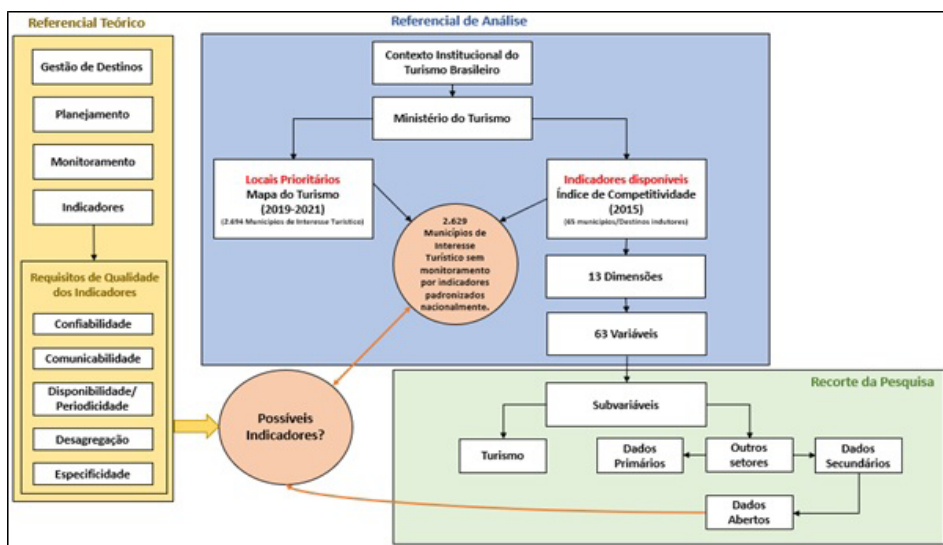 Referencial Teórico
Gestão de Destinos
Planejamento
Monitoramento
Indicadores
Requisitos de Qualidade
dos Indicadores
Confiabilidade
Comunicabilidade
Disponibilidade/
Periodicidade
Desagregação
Especificidade
Referencial de Análise
Contexto Institucional do
Turismo Brasileiro
Ministério do Turismo
Locais Prioritários
Mapa do Turismo
(2019-2021)
(2.694 Municípios de Interesse Turístico)
Indicadores disponíveis
Índice de Competitividade
(2015)
(65 municípios/Destinos indutores)
2.629
Municípios de
Interesse
Turístico sem
monitoramento
por indicadores
padronizados
nacionalmente.
13 Dimensões
63 Variáveis
Possíveis
Indicadores?
Recorte da Pesquisa
Subvariáveis
Turismo
Dados
Primários
Outros
setores
Dados
Secundários
Dados
Abertos